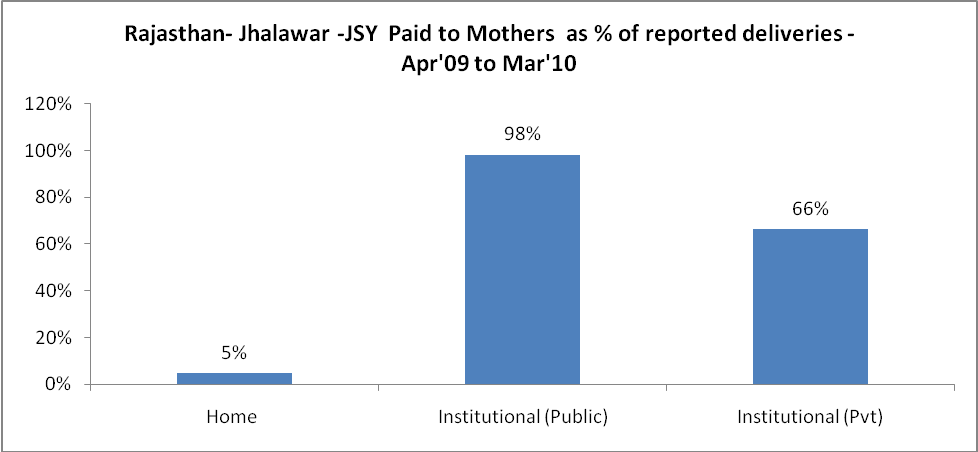 Rajasthan- Jhalawar -JSY  Paid to Mothers  as % of reported deliveries -
Apr'09 to Mar'10
120%
100%
80%
60%
40%
20%
0%
5%
98%
66%
Home
Institutional (Public)
Institutional (Pvt)